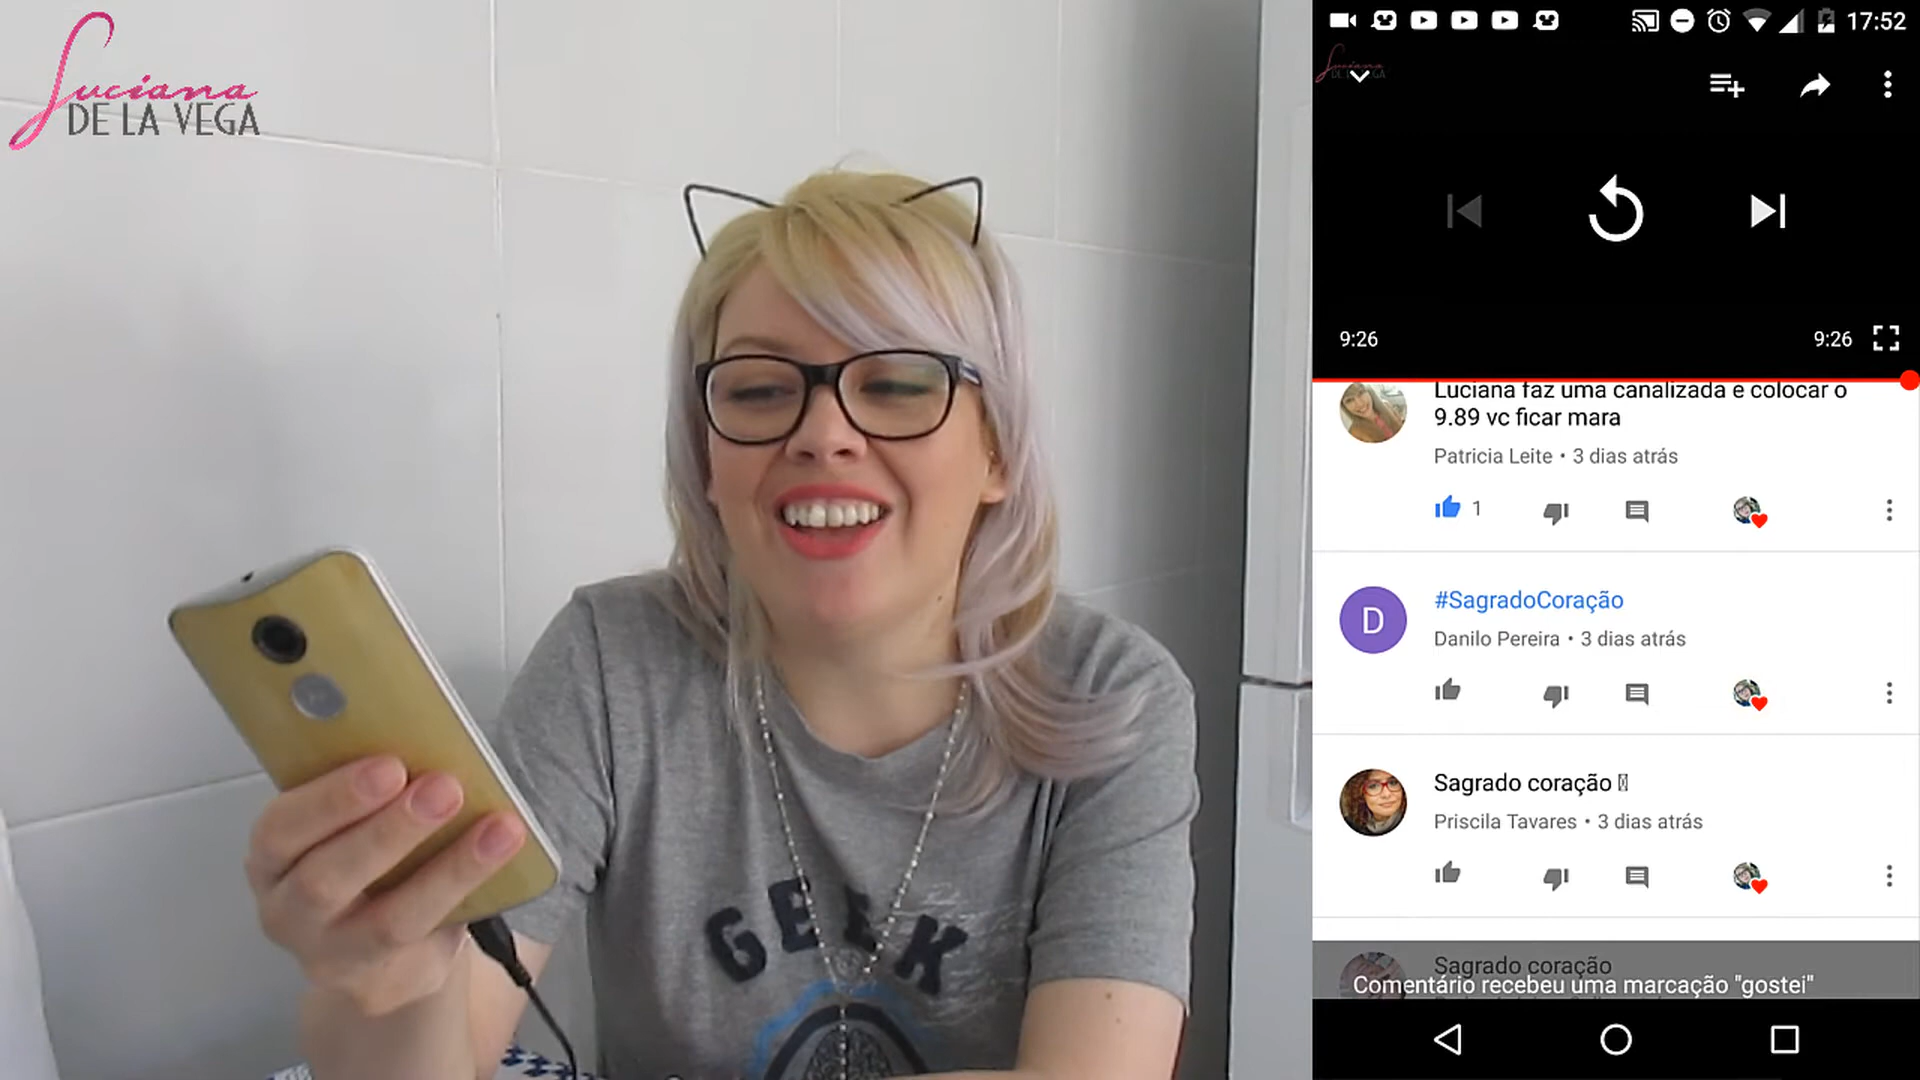 Luciana
DE LA VEGA
GEEK
17:52
9:26
9:26
Luciana faz uma canalizada e colocar o
9.89 vc ficar mara
Patricia Leite • 3 dias atrás
1
D
#SagradoCoração
Danilo Pereira • 3 dias atrás
Sagrado coração
Priscila Tavares • 3 dias atrás
Sagrado coração
Comentário recebeu uma marcação "gostei"